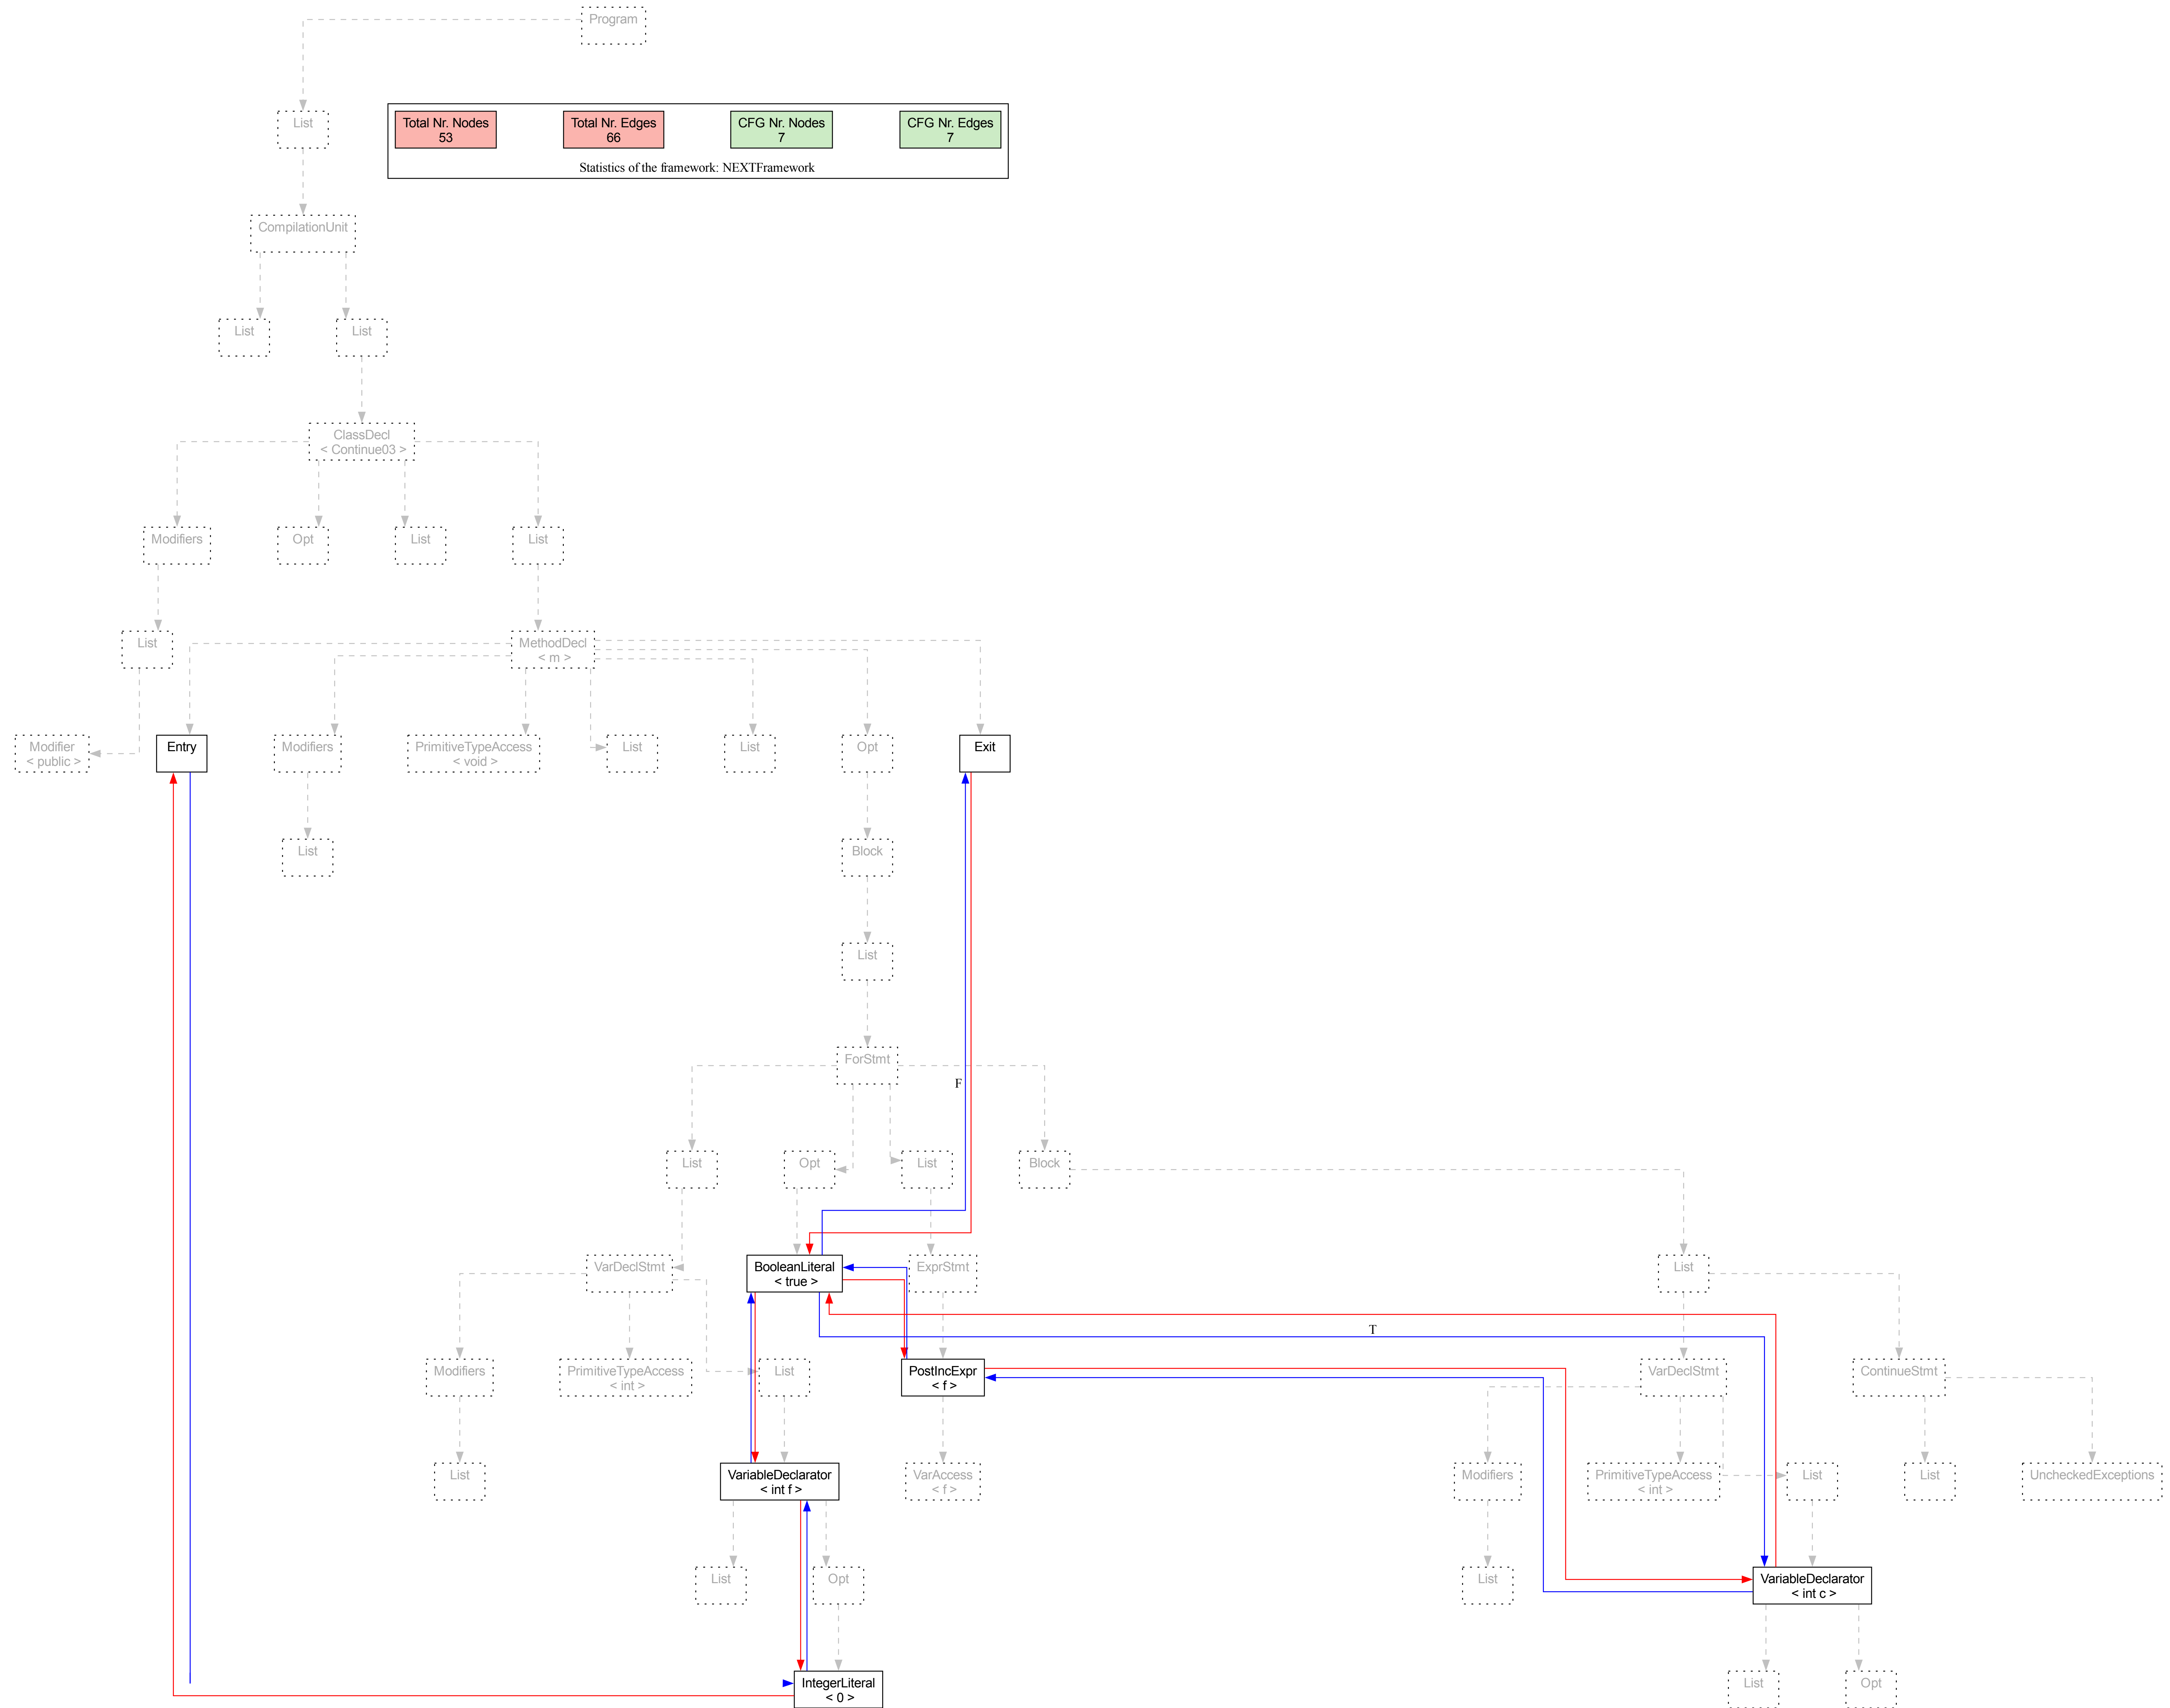 Program
List
Total Nr. Nodes
53
Total Nr. Edges
66
CFG Nr. Nodes
7
CFG Nr. Edges
7
Statistics of the framework: NEXTFramework
CompilationUnit
List
List
ClassDecl
< Continue03 >
Modifiers
Opt
List
List
List
MethodDecl
< m >
Modifier
< public >
Entry
Modifiers
PrimitiveTypeAccess
< void >
List
List
Opt
Exit
List
Block
List
ForStmt
F
List
Opt
List
Block
VarDeclStmt
BooleanLiteral
< true >
ExprStmt
List
T
Modifiers
PrimitiveTypeAccess
< int >
List
PostIncExpr
< f >
VarDeclStmt
ContinueStmt
List
VariableDeclarator
< int f >
VarAccess
< f >
Modifiers
PrimitiveTypeAccess
< int >
List
List
UncheckedExceptions
List
Opt
List
VariableDeclarator
< int c >
IntegerLiteral
< 0 >
List
Opt